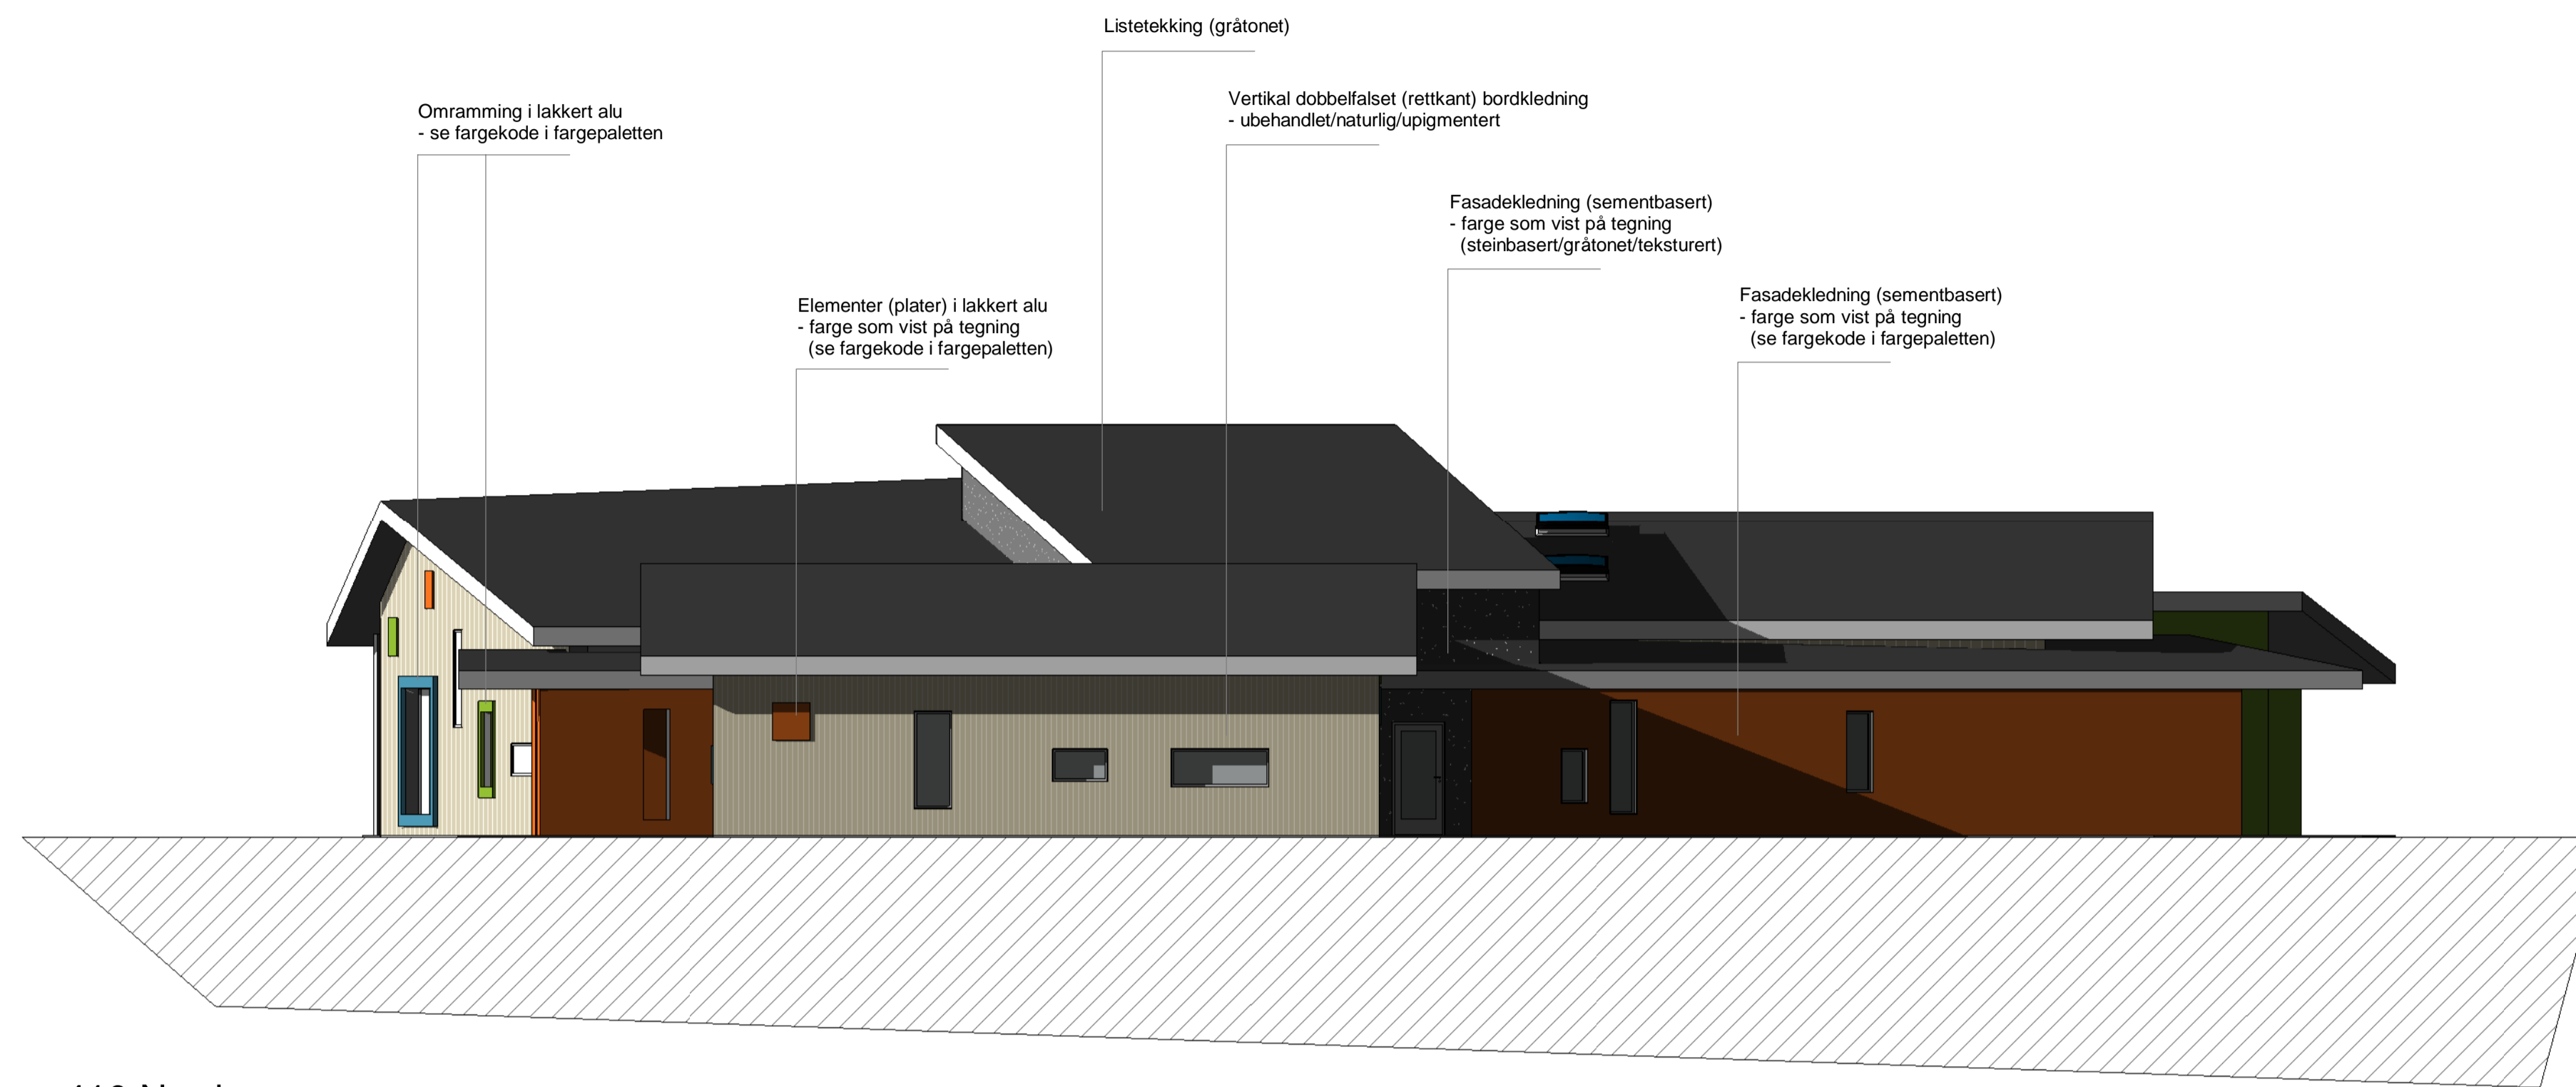 Listetekking (gråtonet)
Omramming i lakkert alu
- se fargekode i fargepaletten
Vertikal dobbelfalset (rettkant) bordkledning
- ubehandlet/naturlig/upigmentert
Fasadekledning (sementbasert)
- farge som vist på tegning
(steinbasert/gråtonet/teksturert)
Elementer (plater) i lakkert alu
- farge som vist på tegning
(se fargekode i fargepaletten)
Fasadekledning (sementbasert)
- farge som vist på tegning
(se fargekode i fargepaletten)